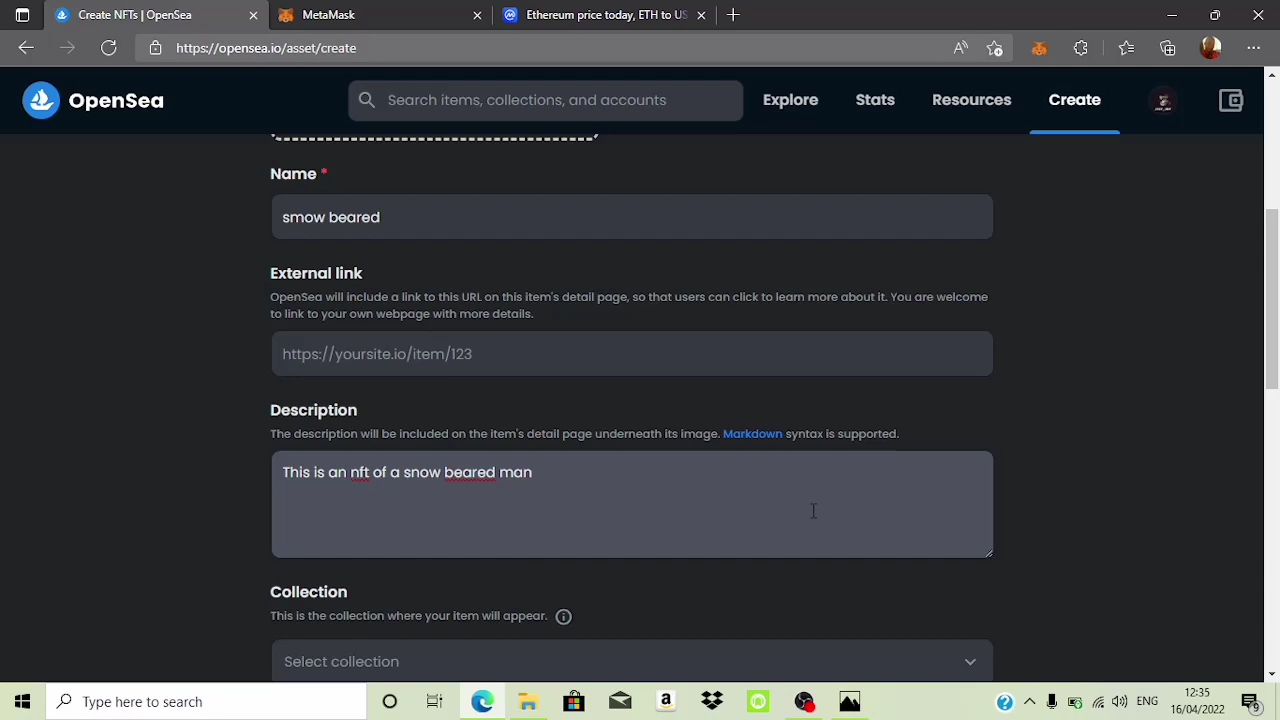 Create NFTs | OpenSea
MetaMask
Ethereum price today, ETH to US
https://opensea.io/asset/create
OpenSea
Search items, collections, and accounts
Explore
Stats
Resources
Create
Name *
smow beared
External link
OpenSea will include a link to this URL on this item's detail page, so that users can click to learn more about it. You are welcome
to link to your own webpage with more details.
https://yoursite.io/item/123
Description
The description will be included on the item's detail page underneath its image. Markdown syntax is supported.
This is an nft of a snow beared man
Collection
This is the collection where your item will appear.
Select collection
Type here to search
ENG
12:35
16/04/2022
9